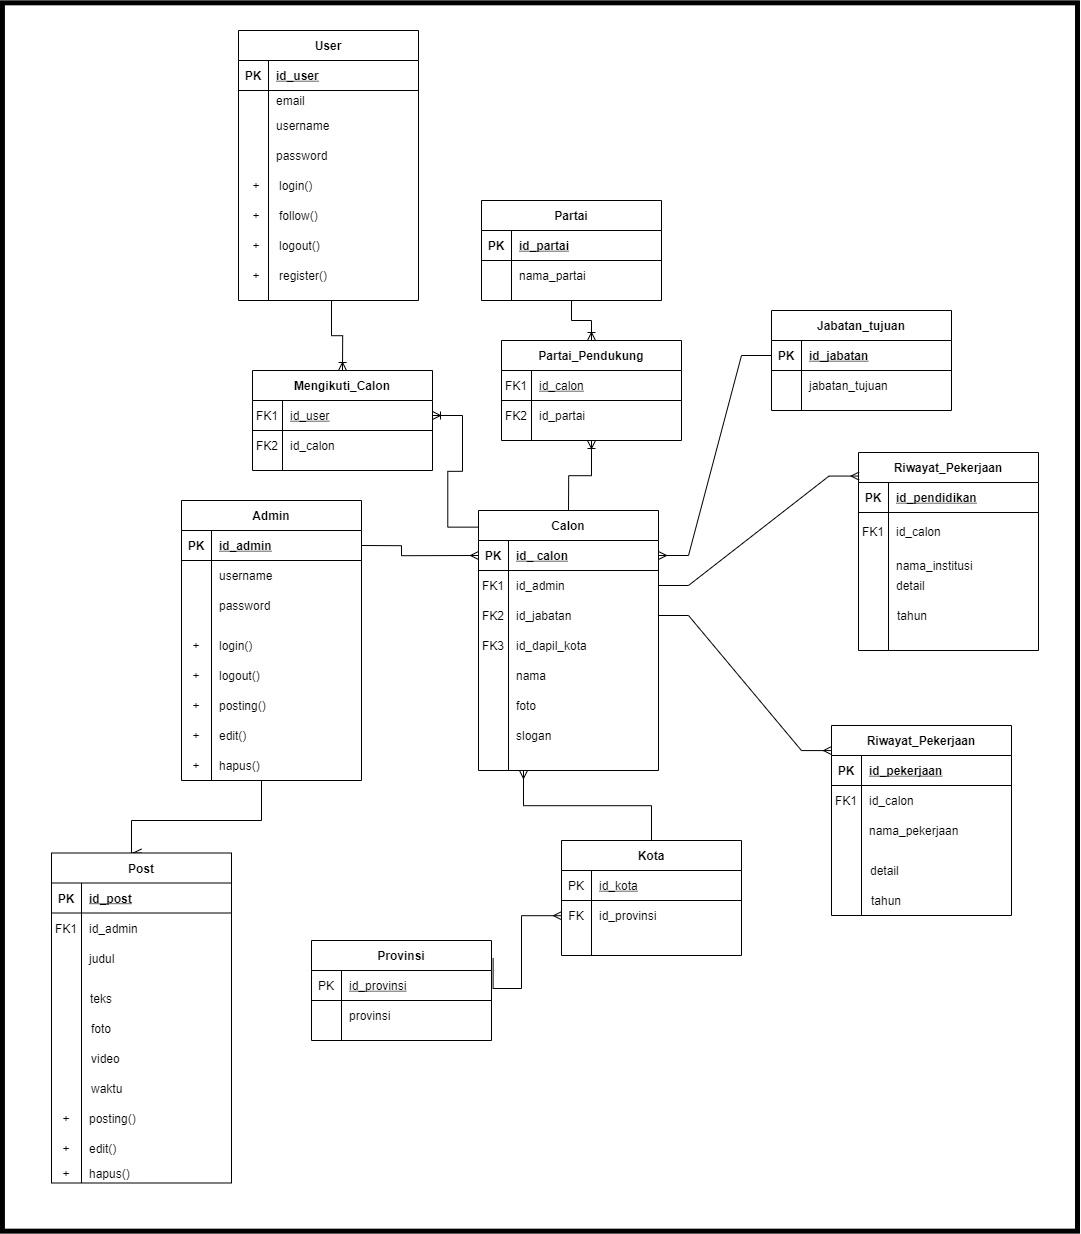 User
PK id_user
email
username
password
+ login()
+ follow()
+ logout()
+ register()
Partai
PK id_partai
nama_partai
Jabatan_tujuan
PK id_jabatan
jabatan_tujuan
Partai_Pendukung
FK1 id_calon
FK2 id_partai
Mengikuti_Calon
FK1 id_user
FK2 id_calon
Riwayat_Pekerjaan
PK id_pendidikan
FK1 id_calon
nama_institusi
detail
tahun
Admin
PK id_admin
username
password
+ login()
+ logout()
+ posting()
+ edit()
+ hapus()
Calon
PK id_ calon
FK1 id_admin
FK2 id_jabatan
FK3 id_dapil_kota
nama
foto
slogan
Riwayat_Pekerjaan
PK id_pekerjaan
FK1 id_calon
nama_pekerjaan
detail
tahun
Kota
PK id_kota
FK id_provinsi
Post
PK id_post
FK1 id_admin
judul
teks
foto
video
waktu
+ posting()
+ edit()
+ hapus()
Provinsi
PK id_provinsi
provinsi